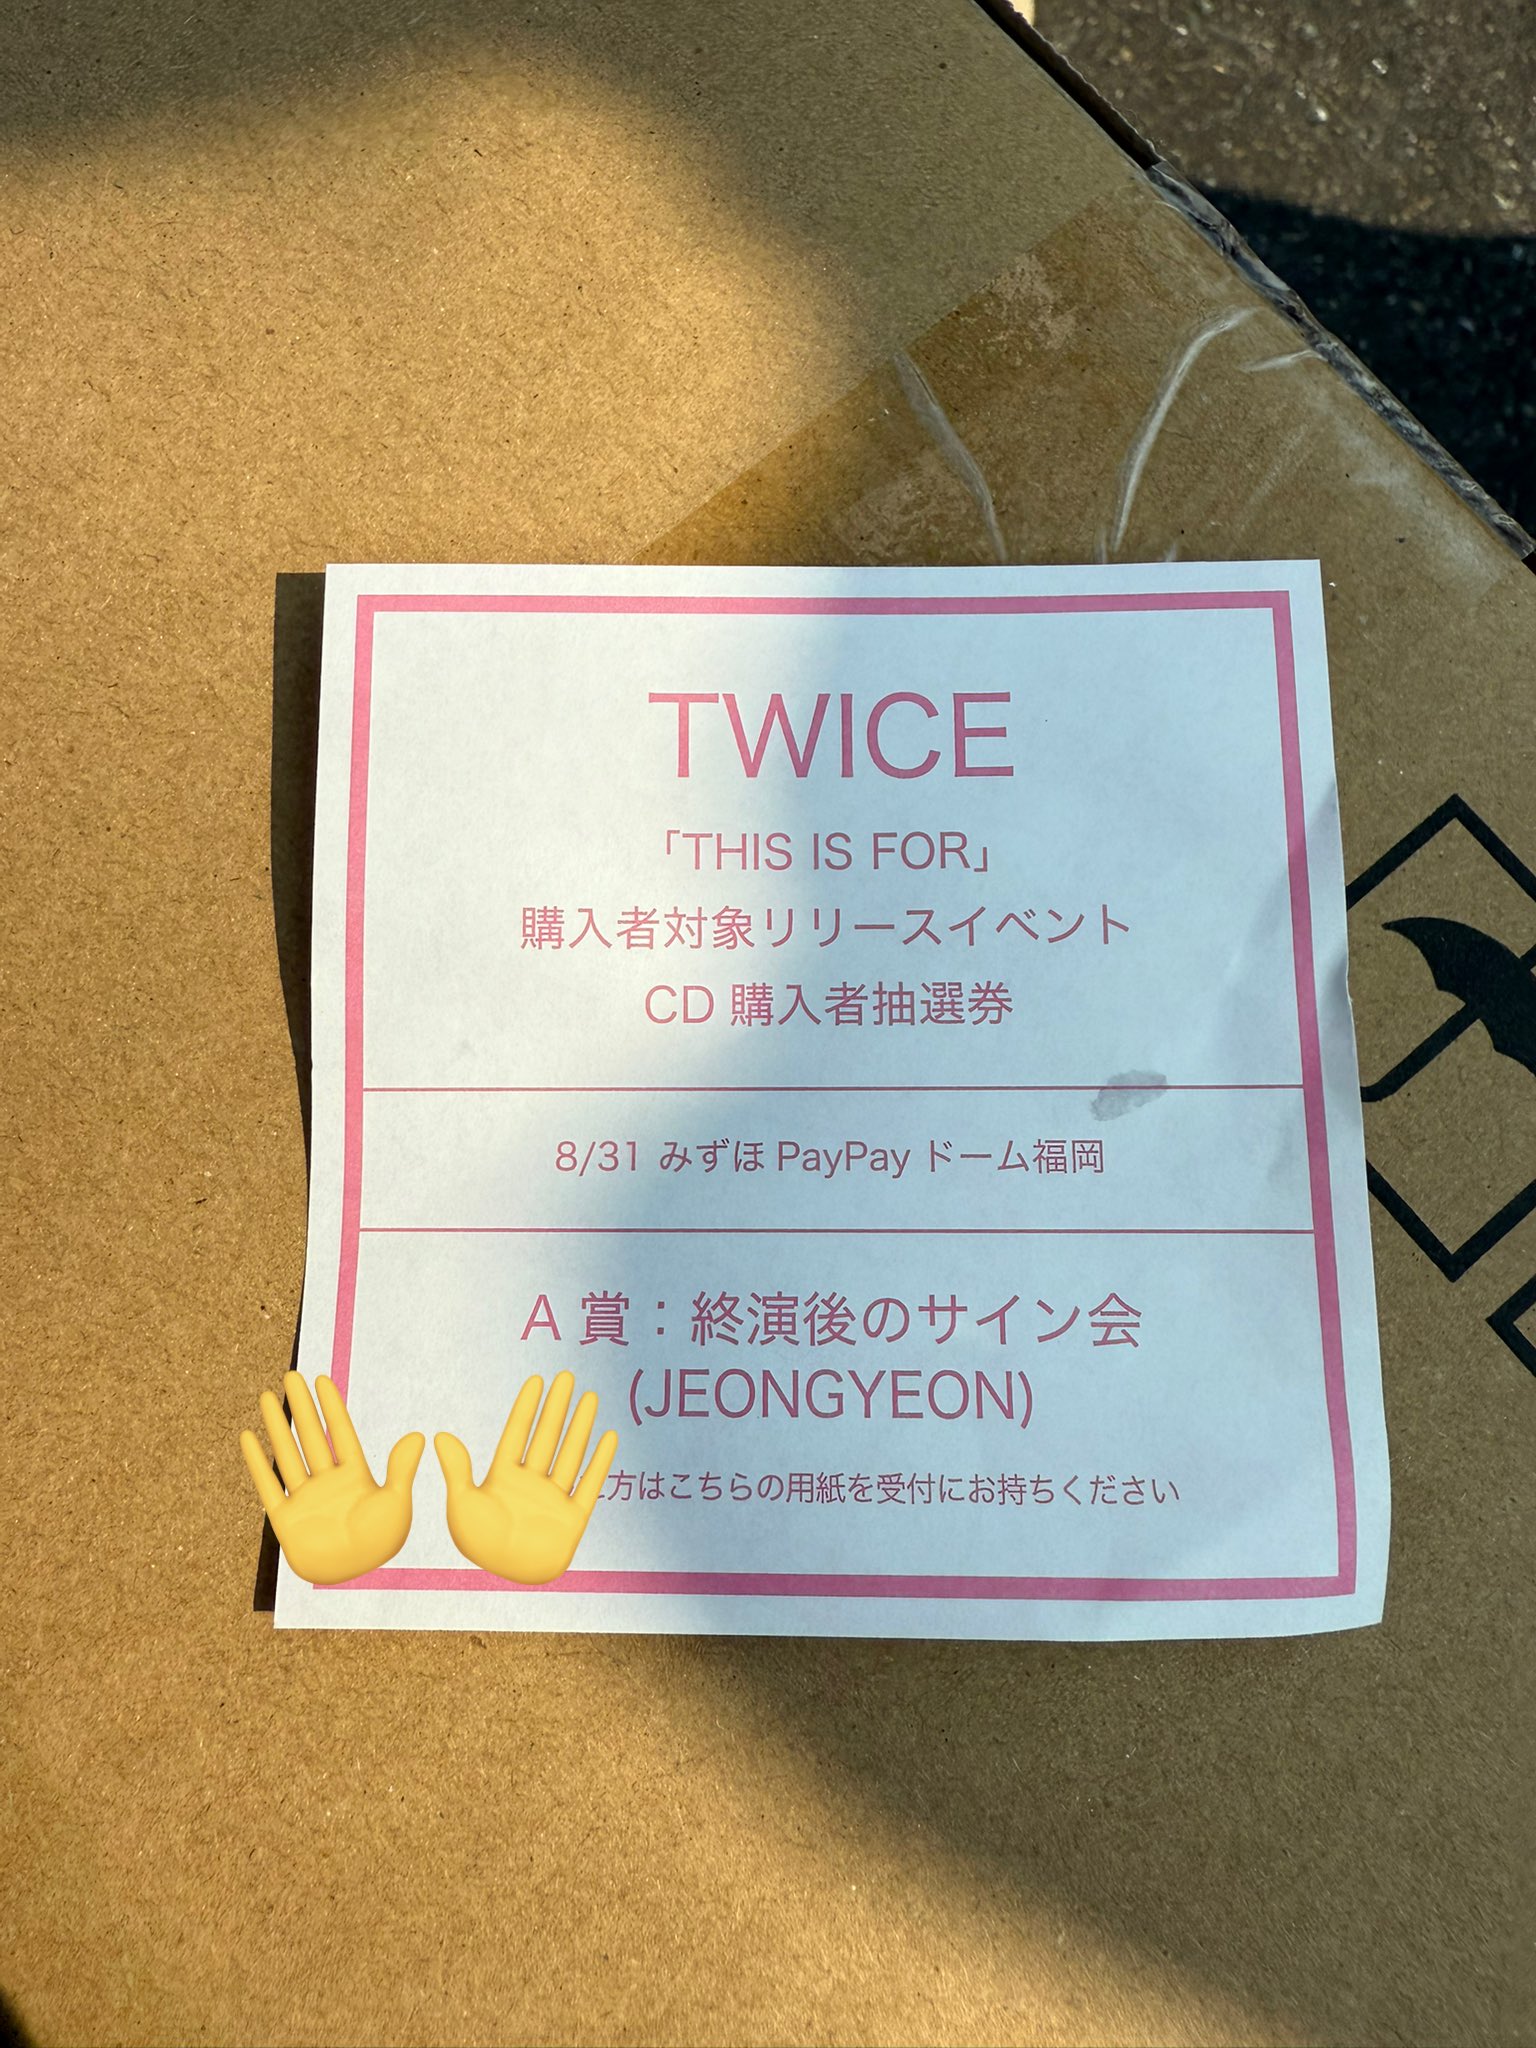 TWICE
「THIS IS FOR」
購入者対象リリースイベント
CD 購入者抽選券
8/31 みずほ PayPay ドーム福岡
A 賞：終演後のサイン会
(JEONGYEON)
方はこちらの用紙を受付にお持ちください